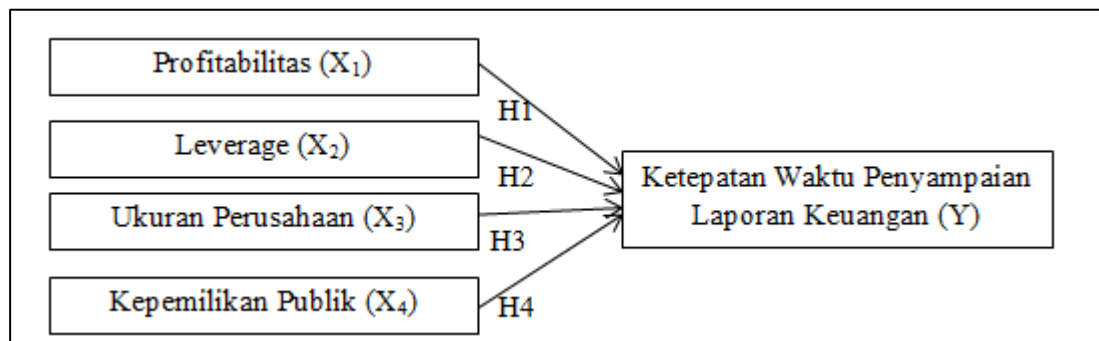 Profitabilitas (X₁)
H1
Leverage (X₂)
H2
Ukuran Perusahaan (X₃)
H3
Kepemilikan Publik (X₄)
H4
Ketepatan Waktu Penyampaian
Laporan Keuangan (Y)